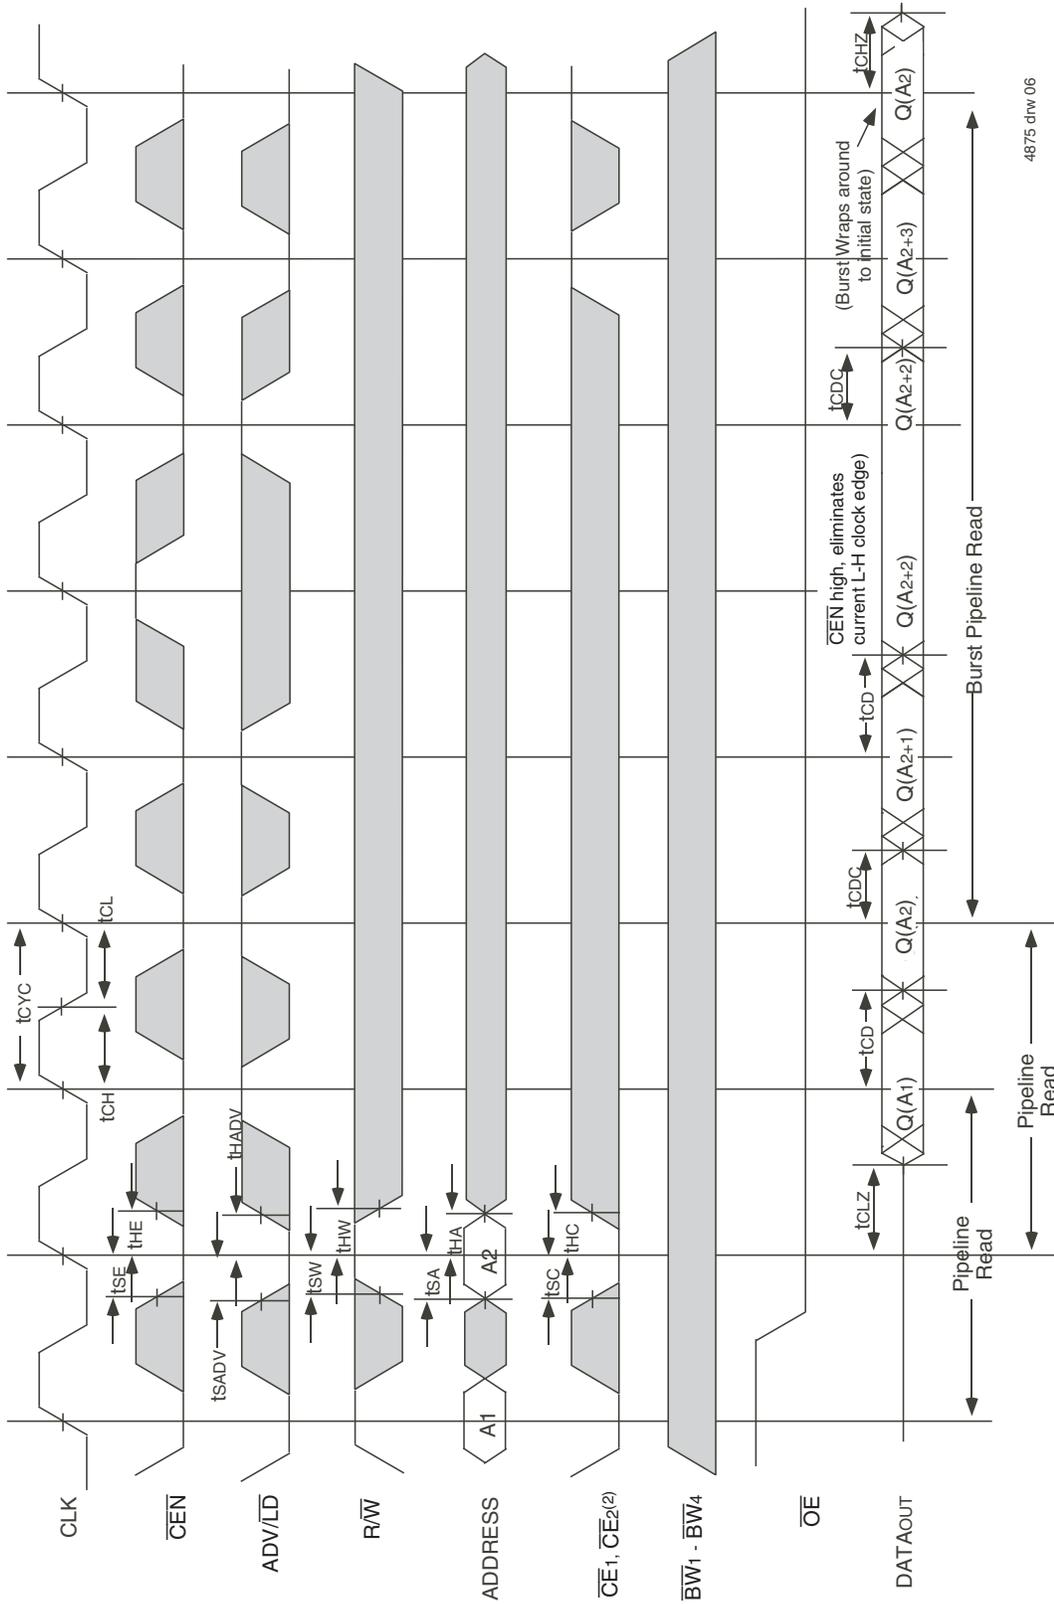 CLK
tCYC
tCH
tCL
CEN
tSE
tHE
ADV/LD
tSADV
tHADV
R/W
tSW
tHW
ADDRESS
A1
A2
tSA
tHA
CE1, CE2(2)
tSC
tHC
BW1 - BW4
OE
DATAOUT
tCLZ
Q(A1)
tCD
Q(A2)
tCDC
Q(A2+1)
tCD
CEN high, eliminates
current L-H clock edge)
Q(A2+2)
tCDC
Q(A2+2)
(Burst Wraps around
to initial state)
Q(A2+3)
tCHZ
Q(A2)
Pipeline
Read
Pipeline
Read
Burst Pipeline Read
4875 drw 06